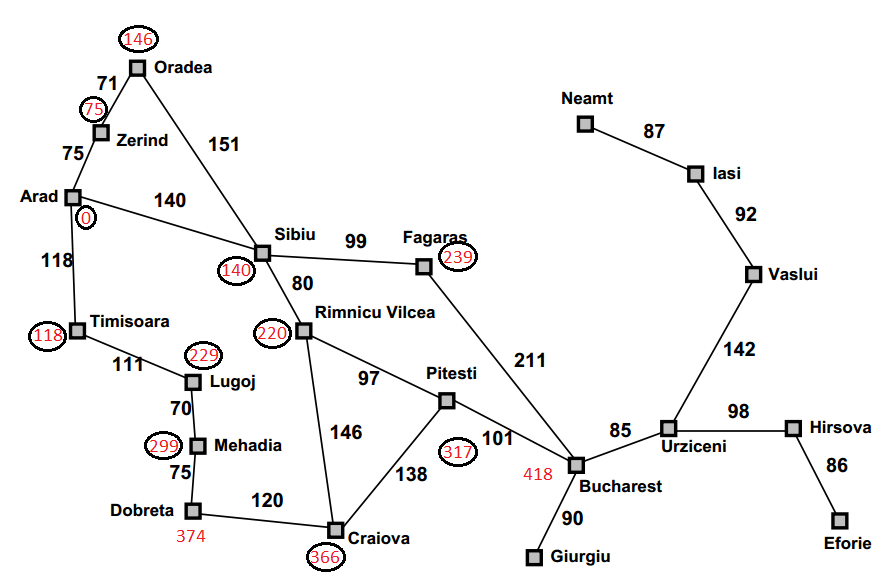 146
Oradea
71
Neamt
75
87
Zerind
151
75
Iasi
140
Arad
0
92
Sibiu
99
Fagaras
239
118
140
80
Vaslui
Rimnicu Vilcea
Timisoara
118
220
142
229
111
97
Pitesti
211
Lugoj
70
98
146
101
85
Hirsova
299
Mehadia
317
Urziceni
75
138
418
86
Bucharest
120
Dobreta
90
374
Craiova
Eforie
366
Giurgiu